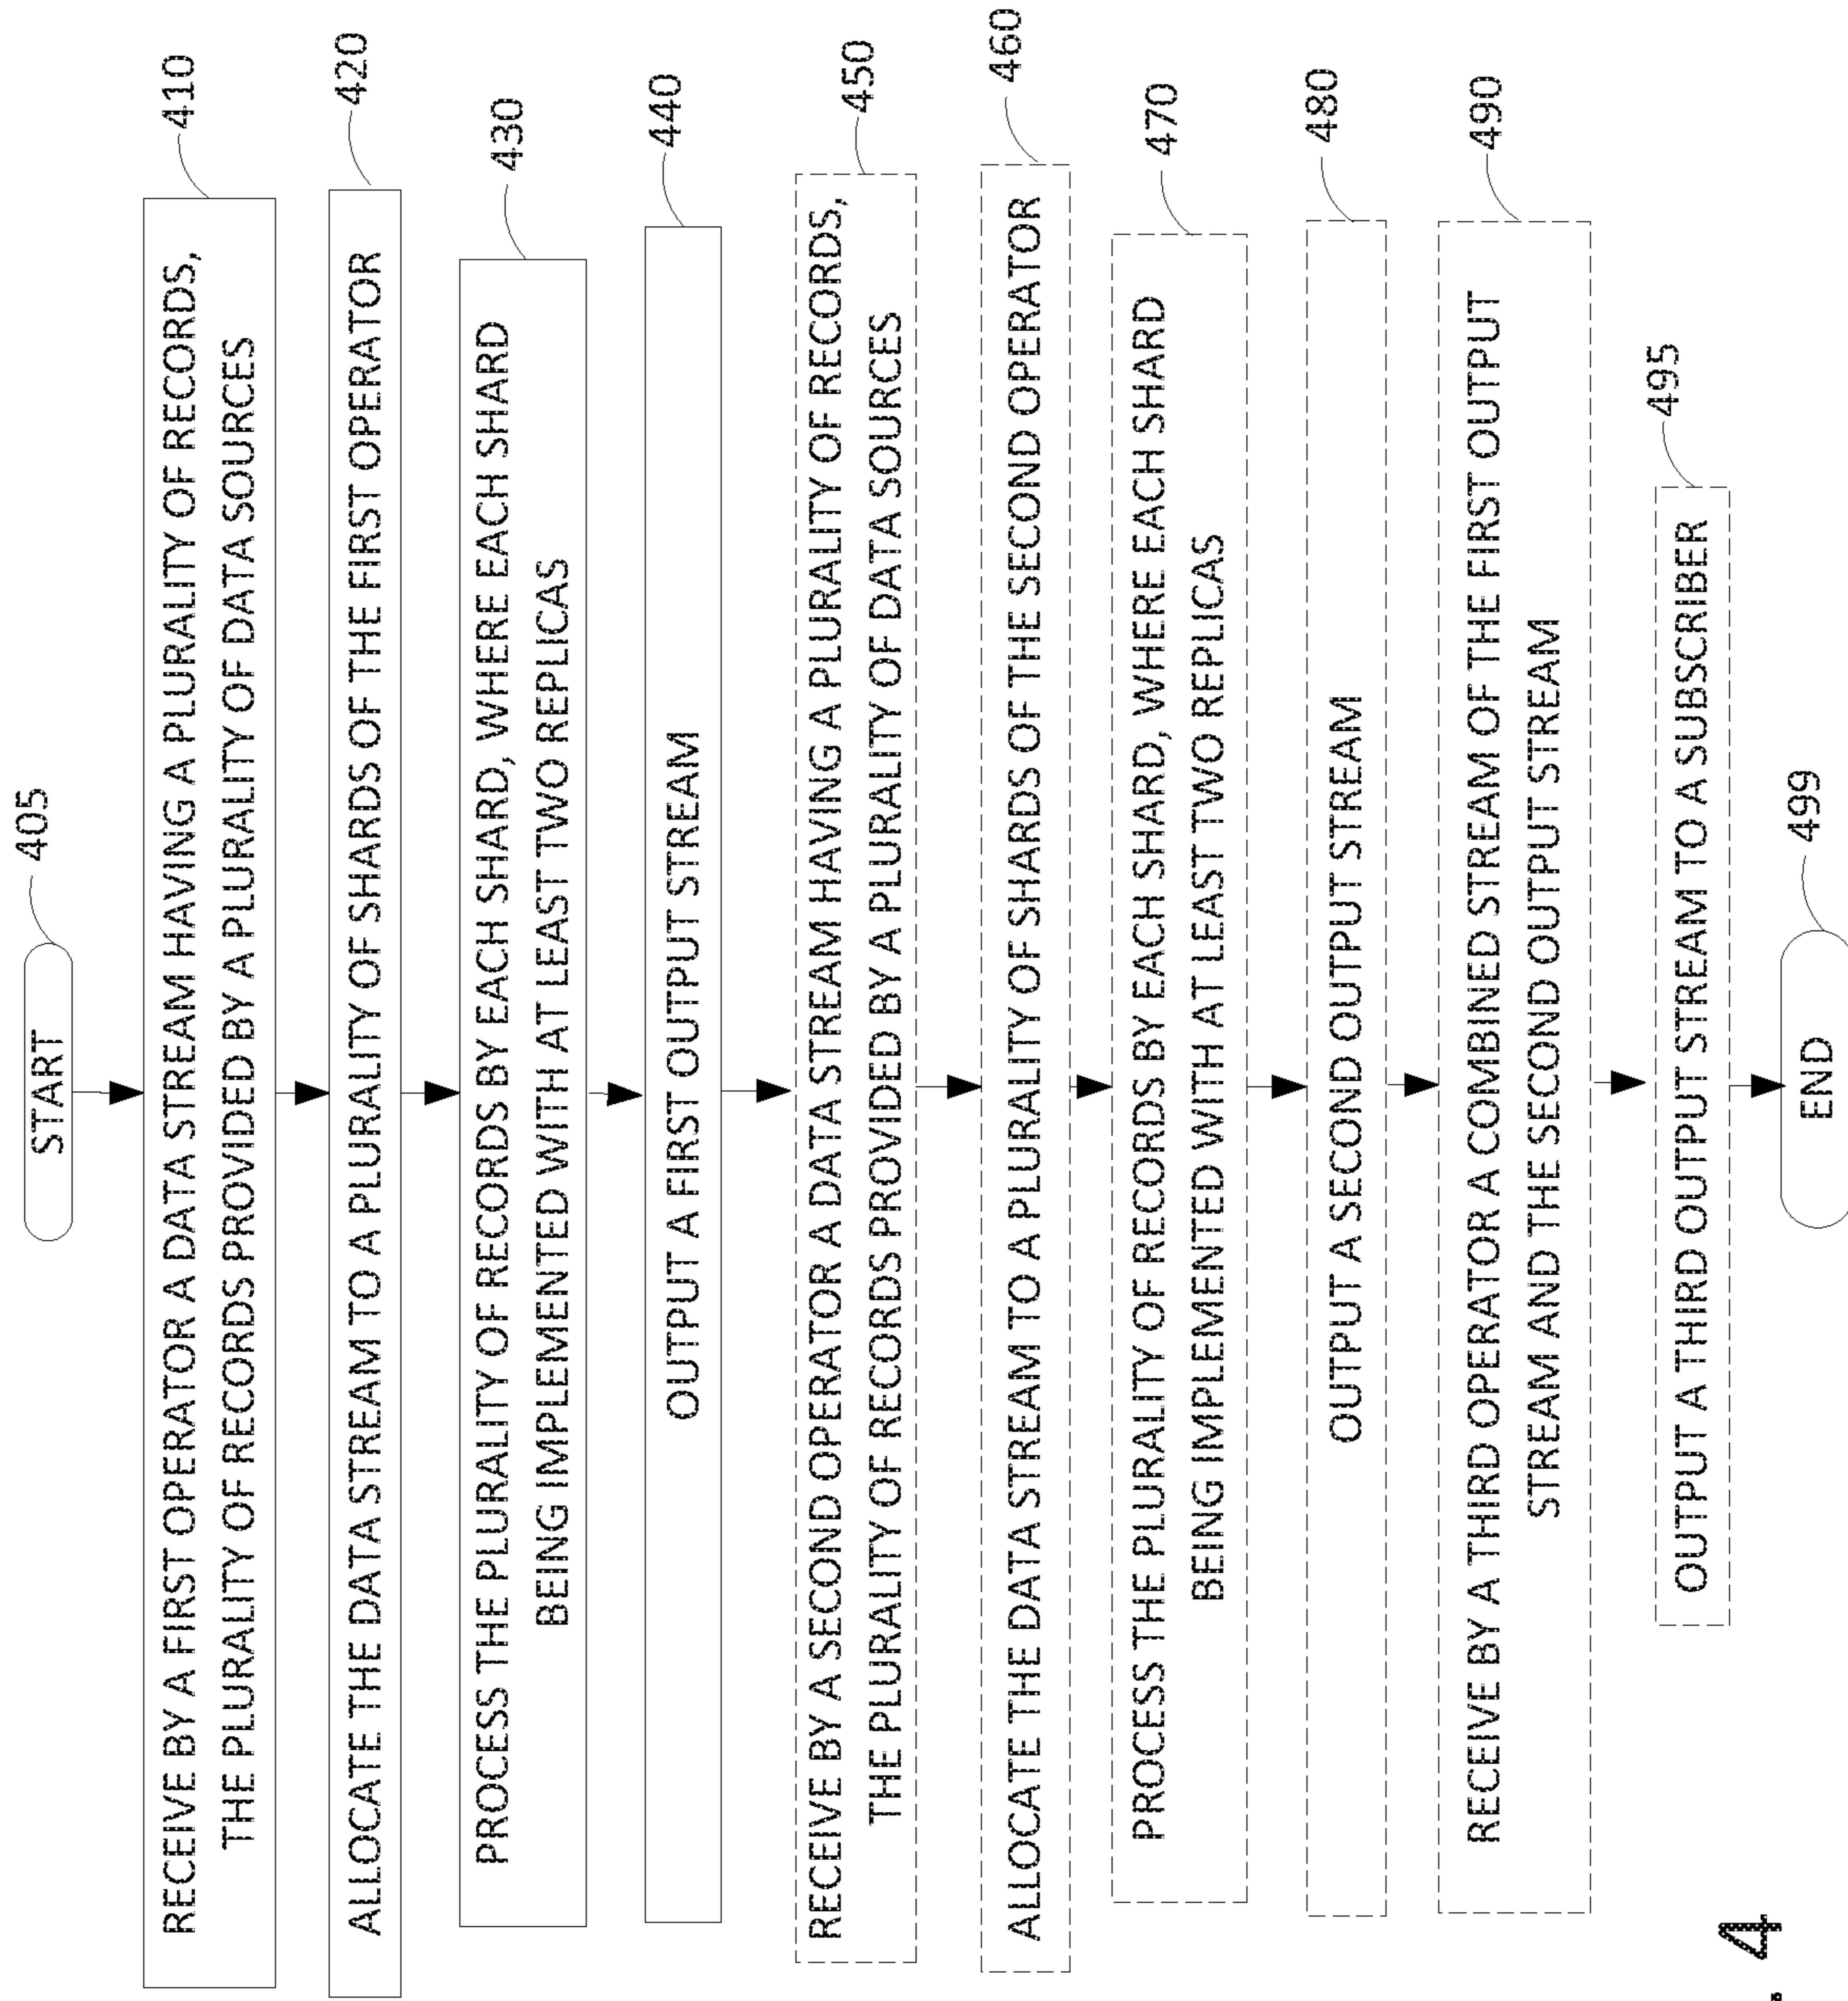 START
405
RECEIVE BY A FIRST OPERATOR A DATA STREAM HAVING A PLURALITY OF RECORDS,
THE PLURALITY OF RECORDS PROVIDED BY A PLURALITY OF DATA SOURCES
410
ALLOCATE THE DATA STREAM TO A PLURALITY OF SHARDS OF THE FIRST OPERATOR
420
PROCESS THE PLURALITY OF RECORDS BY EACH SHARD, WHERE EACH SHARD
BEING IMPLEMENTED WITH AT LEAST TWO REPLICAS
430
OUTPUT A FIRST OUTPUT STREAM
440
RECEIVE BY A SECOND OPERATOR A DATA STREAM HAVING A PLURALITY OF RECORDS,
THE PLURALITY OF RECORDS PROVIDED BY A PLURALITY OF DATA SOURCES
450
ALLOCATE THE DATA STREAM TO A PLURALITY OF SHARDS OF THE SECOND OPERATOR
460
PROCESS THE PLURALITY OF RECORDS BY EACH SHARD, WHERE EACH SHARD
BEING IMPLEMENTED WITH AT LEAST TWO REPLICAS
470
OUTPUT A SECOND OUTPUT STREAM
480
RECEIVE BY A THIRD OPERATOR A COMBINED STREAM OF THE FIRST OUTPUT
STREAM AND THE SECOND OUTPUT STREAM
490
OUTPUT A THIRD OUTPUT STREAM TO A SUBSCRIBER
495
END
499
4